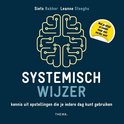 Siets Bakker
Leanne Steeghs
SYSTEMISCH
WIJZER
kennis uit opstellingen die je iedere dag kunt gebruiken
THEMA